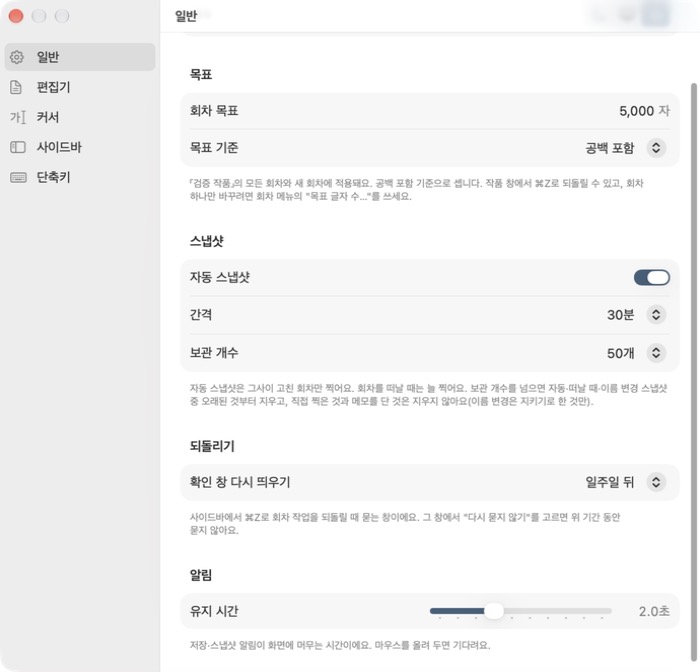 일반
일반
편집기
가 커서
사이드바
단축키
목표
회차 목표 5,000 자
목표 기준 공백 포함
「검증 작품」의 모든 회차와 새 회차에 적용돼요. 공백 포함 기준으로 셉니다. 작품 창에서 ⌘Z로 되돌릴 수 있고, 회차
하나만 바꾸려면 회차 메뉴의 "목표 글자 수…"를 쓰세요.
스냅샷
자동 스냅샷
간격 30분
보관 개수 50개
자동 스냅샷은 그사이 고친 회차만 찍어요. 회차를 떠날 때는 늘 찍어요. 보관 개수를 넘으면 자동·떠날 때·이름 변경 스냅샷
중 오래된 것부터 지우고, 직접 찍은 것과 메모를 단 것은 지우지 않아요(이름 변경은 지키기로 한 것만).
되돌리기
확인 창 다시 띄우기 일주일 뒤
사이드바에서 ⌘Z로 회차 작업을 되돌릴 때 묻는 창이에요. 그 창에서 "다시 묻지 않기"를 고르면 위 기간 동안
묻지 않아요.
알림
유지 시간 2.0초
저장·스냅샷 알림이 화면에 머무는 시간이에요. 마우스를 올려 두면 기다려요.